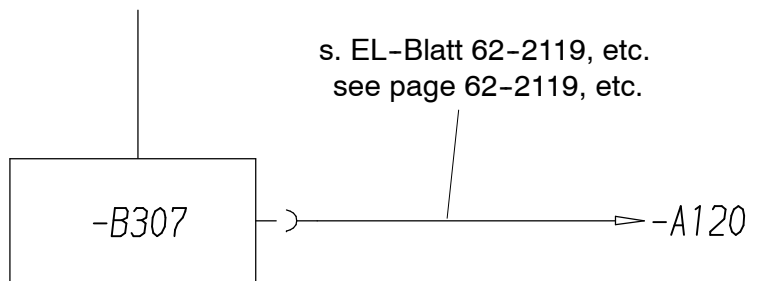 s. EL-Blatt 62-2119, etc.
see page 62-2119, etc.
-B307
-A120